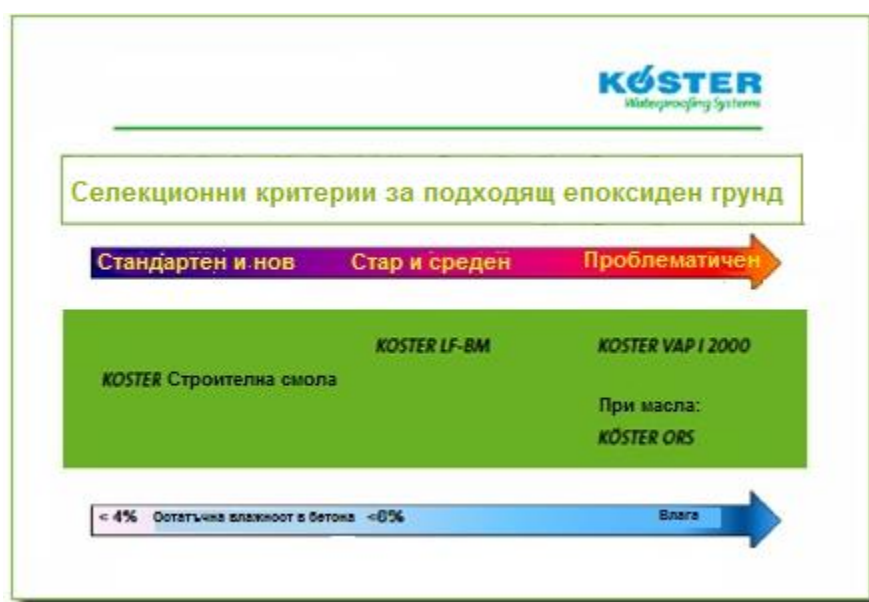 KÖSTER
Waterproofing Systems
Селекционни критерии за подходящ епоксиден грунд
Стандартен и нов Стар и среден Проблематичен
KOSTER LF-BM KOSTER VAP I 2000
KOSTER Строителна смола
При масла:
KÖSTER ORS
< 4% Остатъчна влажност в бетона <6% Влага